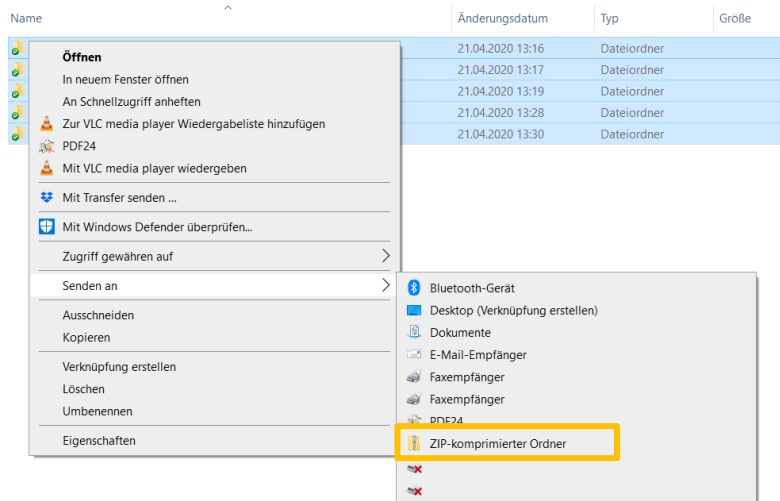 Name Änderungsdatum Typ Größe
21.04.2020 13:16 Dateiordner
21.04.2020 13:17 Dateiordner
21.04.2020 13:19 Dateiordner
21.04.2020 13:28 Dateiordner
21.04.2020 13:30 Dateiordner
Öffnen
In neuem Fenster öffnen
An Schnellzugriff anheften
Zur VLC media player Wiedergabeliste hinzufügen
PDF24
Mit VLC media player wiedergeben
Mit Transfer senden ...
Mit Windows Defender überprüfen...
Zugriff gewähren auf
Senden an
Ausschneiden
Kopieren
Verknüpfung erstellen
Löschen
Umbenennen
Eigenschaften
Bluetooth-Gerät
Desktop (Verknüpfung erstellen)
Dokumente
E-Mail-Empfänger
Faxempfänger
Faxempfänger
PDF24
ZIP-komprimierter Ordner